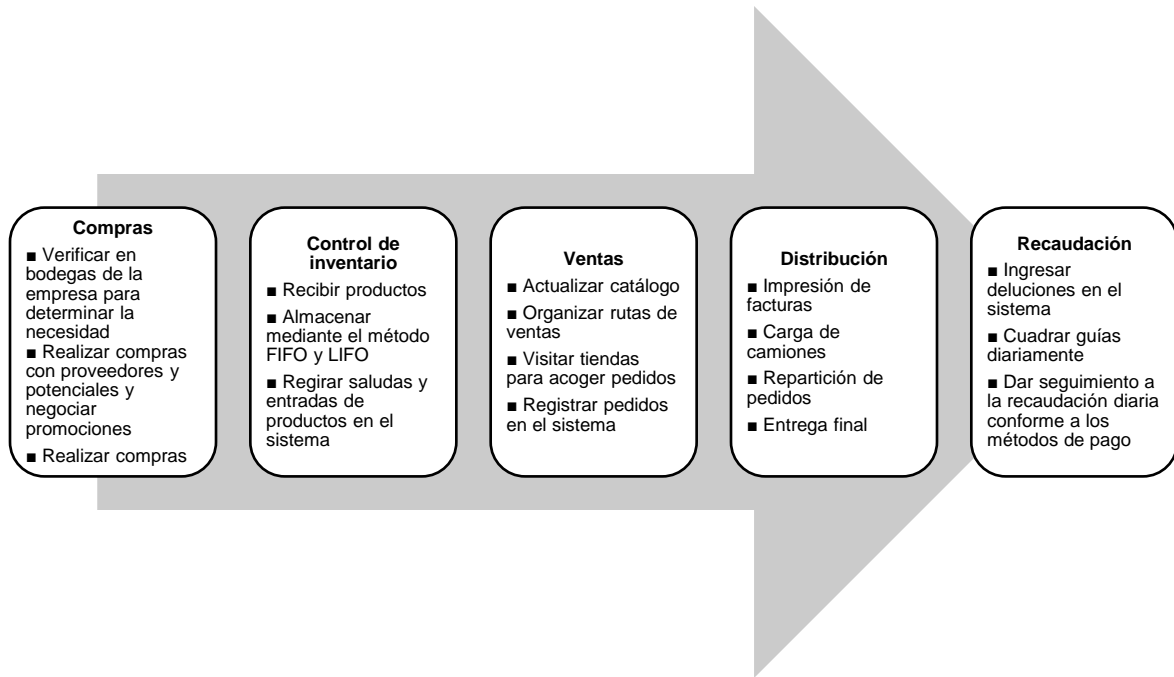 Compras
■ Verificar en
bodegas de la
empresa para
determinar la
necesidad
■ Realizar compras
con proveedores y
potenciales y
negociar
promociones
■ Realizar compras
Control de
inventario
■ Recibir productos
■ Almacenar
mediante el método
FIFO y LIFO
■ Regirar saludas y
entradas de
productos en el
sistema
Ventas
■ Actualizar catálogo
■ Organizar rutas de
ventas
■ Visitar tiendas
para acoger pedidos
■ Registrar pedidos
en el sistema
Distribución
■ Impresión de
facturas
■ Carga de
camiones
■ Repartición de
pedidos
■ Entrega final
Recaudación
■ Ingresar
deluciones en el
sistema
■ Cuadrar guías
diariamente
■ Dar seguimiento a
la recaudación diaria
conforme a los
métodos de pago